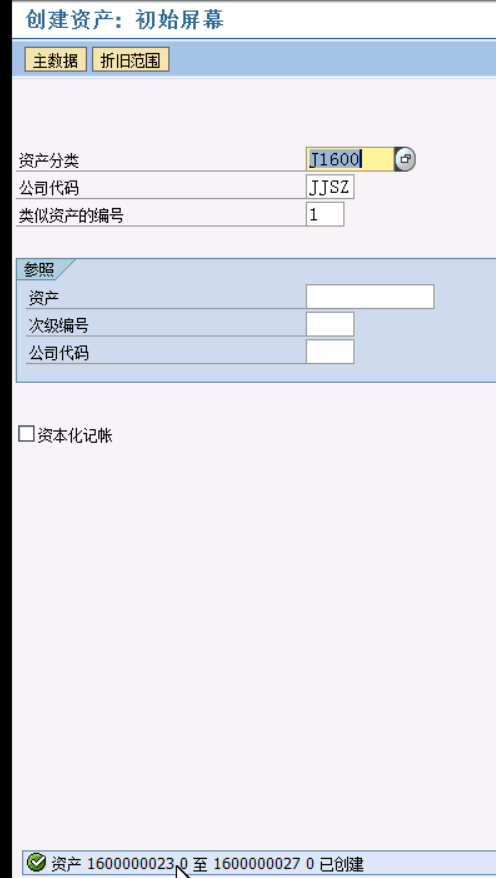 创建资产: 初始屏幕
主数据 折旧范围
资产分类 J1600
公司代码 JJSZ
类似资产的编号 1
参照
资产
次级编号
公司代码
资本化记帐
资产 1600000023 0 至 1600000027 0 已创建